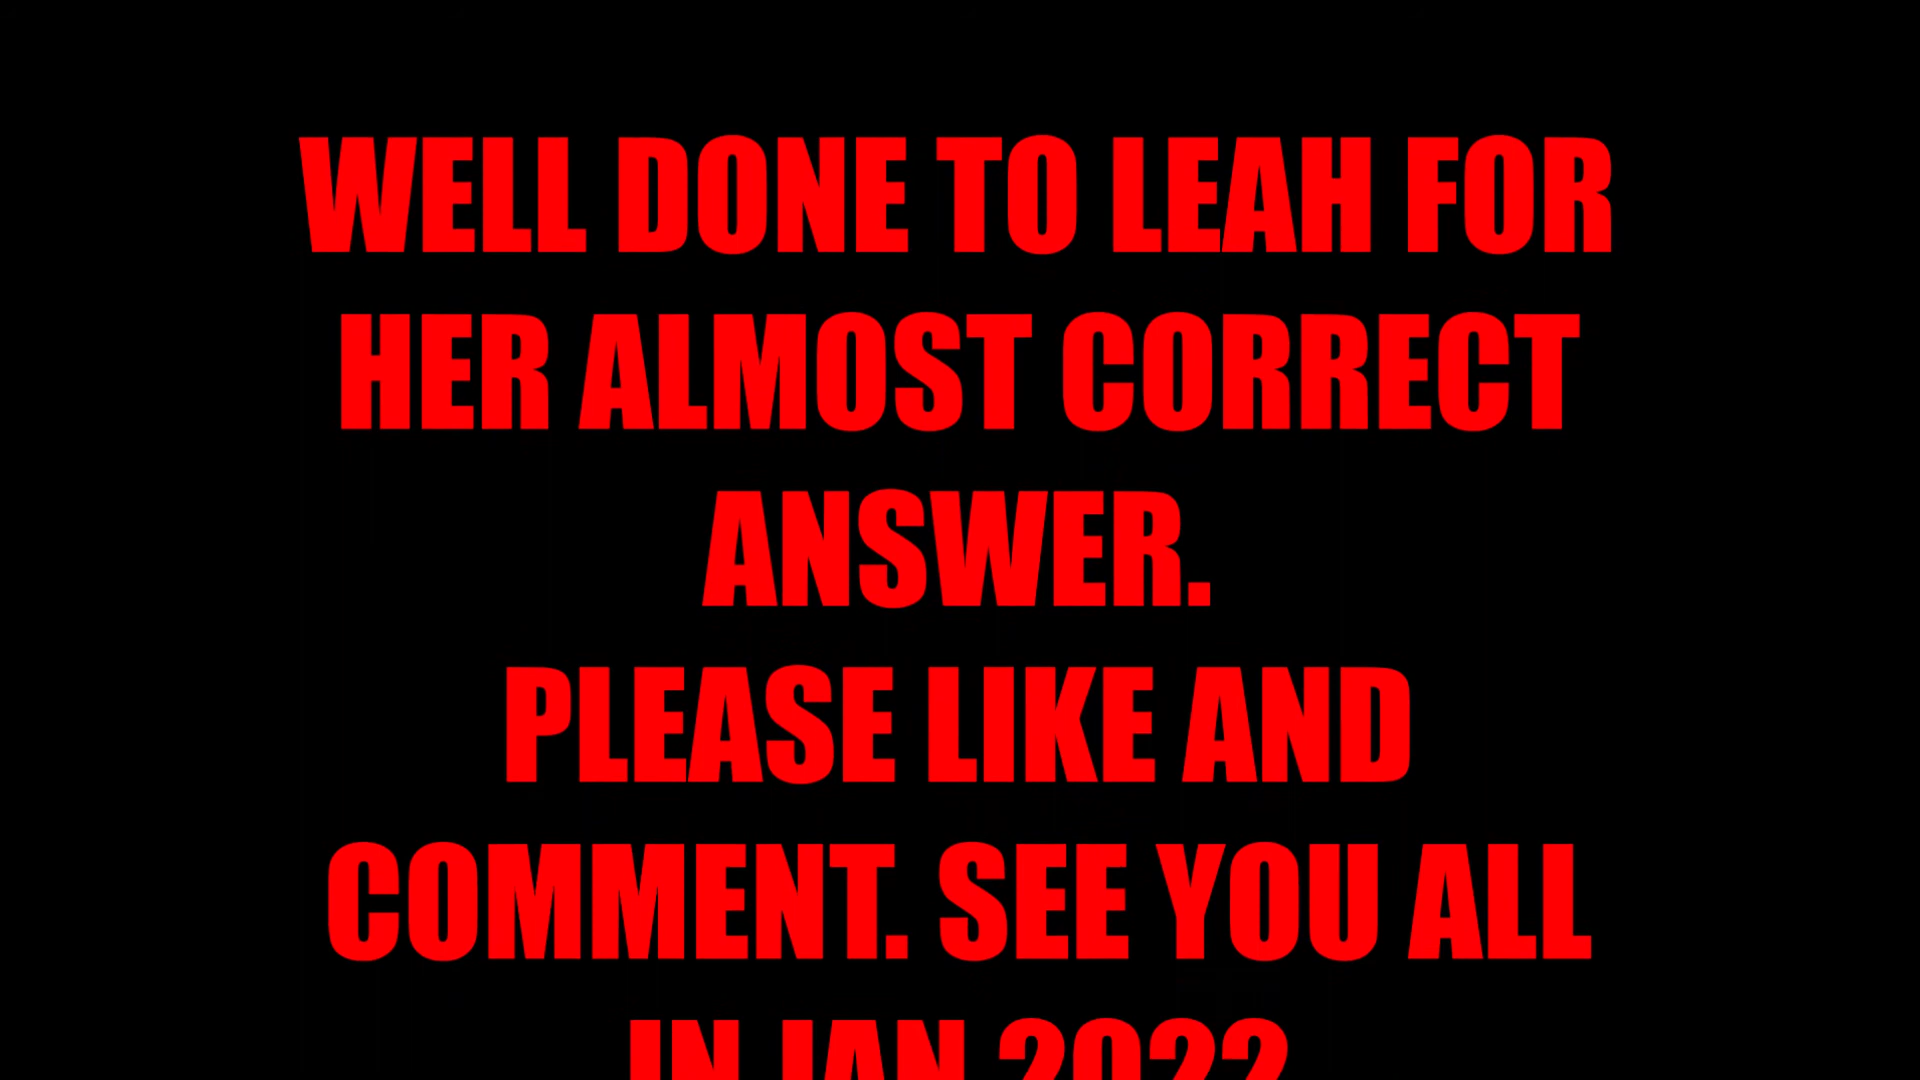 WELL DONE TO LEAH FOR
HER ALMOST CORRECT
ANSWER.
PLEASE LIKE AND
COMMENT. SEE YOU ALL
IN JAN 2022